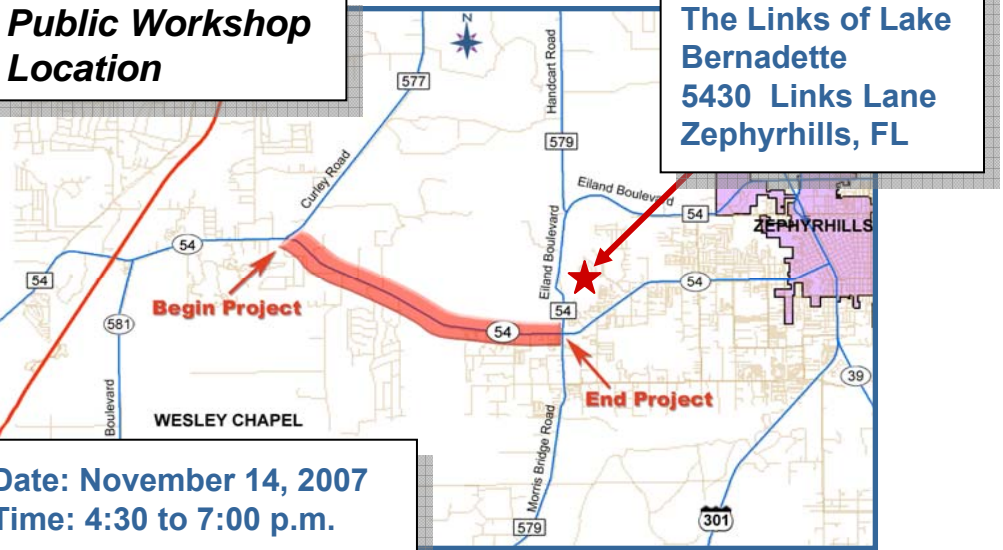 Public Workshop
Location
The Links of Lake
Bernadette
5430 Links Lane
Zephyrhills, FL
N
577
Handcart Road
579
Curley Road
Eiland Boulevard
54
ZEPHYRHILLS
54
54
Eiland Boulevard
54
54
Begin Project
54
581
54
End Project
39
Boulevard
WESLEY CHAPEL
Morris Bridge Road
Date: November 14, 2007
Time: 4:30 to 7:00 p.m.
579
301